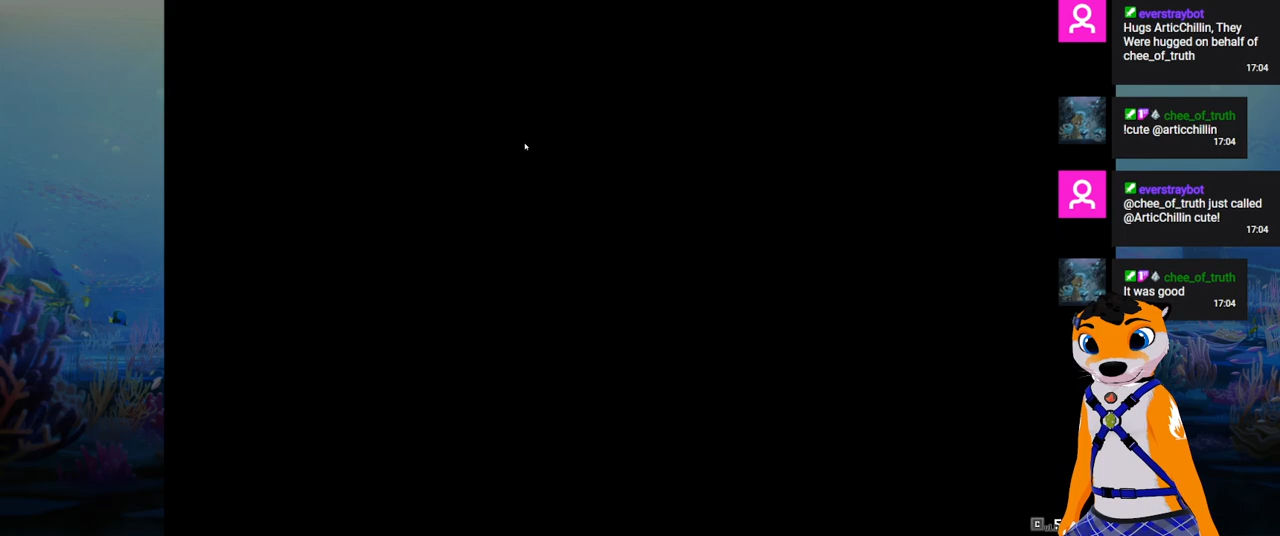 everstraybot
Hugs ArticChillin, They
Were hugged on behalf of
chee_of_truth
17:04
chee_of_truth
!cute @articchillin
17:04
everstraybot
@chee_of_truth just called
@ArticChillin cute!
17:04
chee_of_truth
It was good
17:04
C